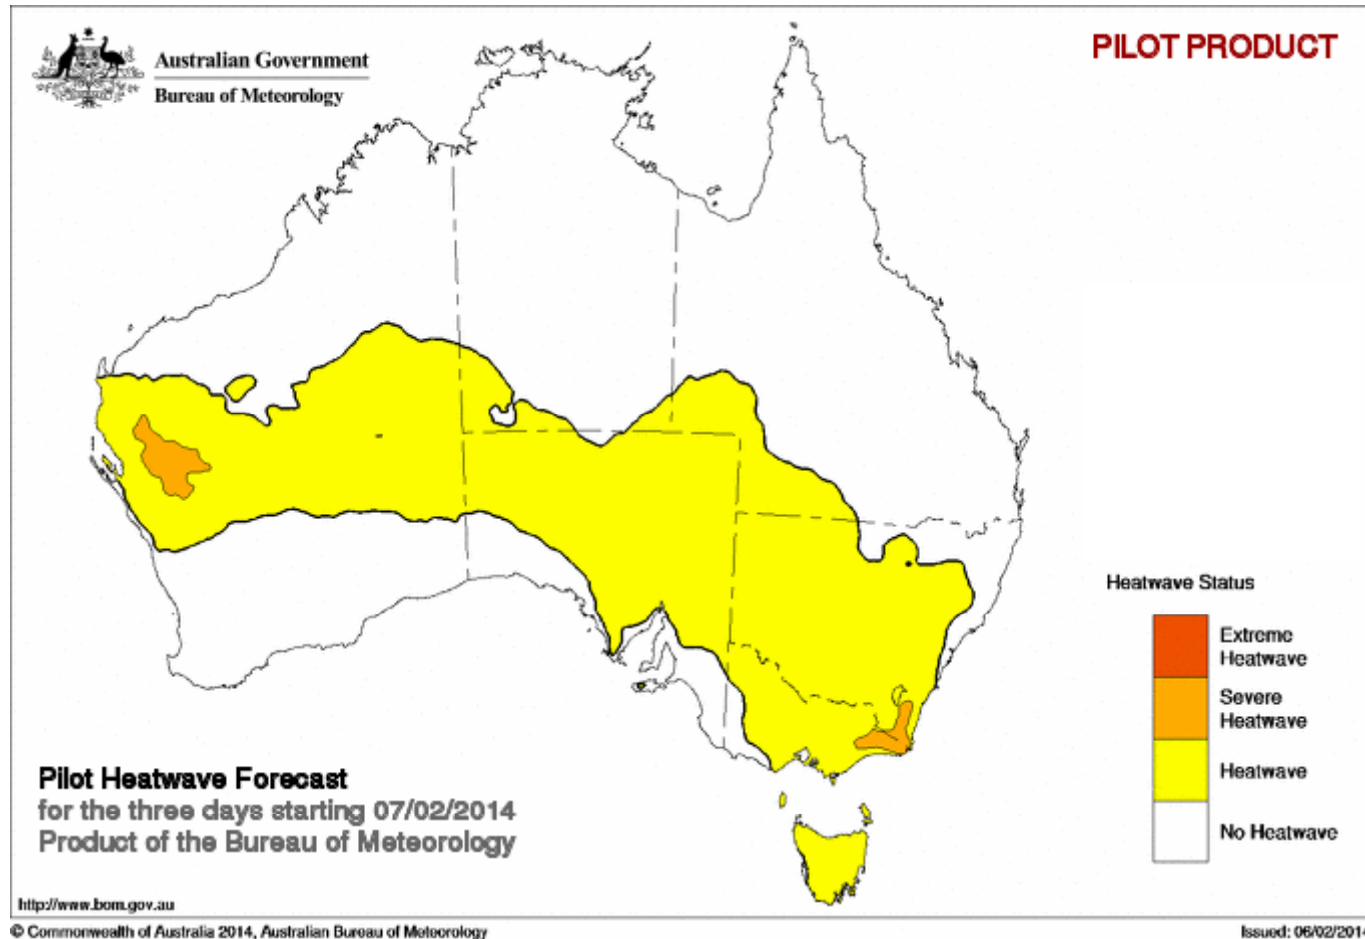 Australian Government
Bureau of Meteorology
PILOT PRODUCT
Heatwave Status
Extreme
Heatwave
Severe
Heatwave
Heatwave
No Heatwave
Pilot Heatwave Forecast
for the three days starting 07/02/2014
Product of the Bureau of Meteorology
http://www.bom.gov.au
© Commonwealth of Australia 2014, Australian Bureau of Meteorology
Issued: 06/02/2014